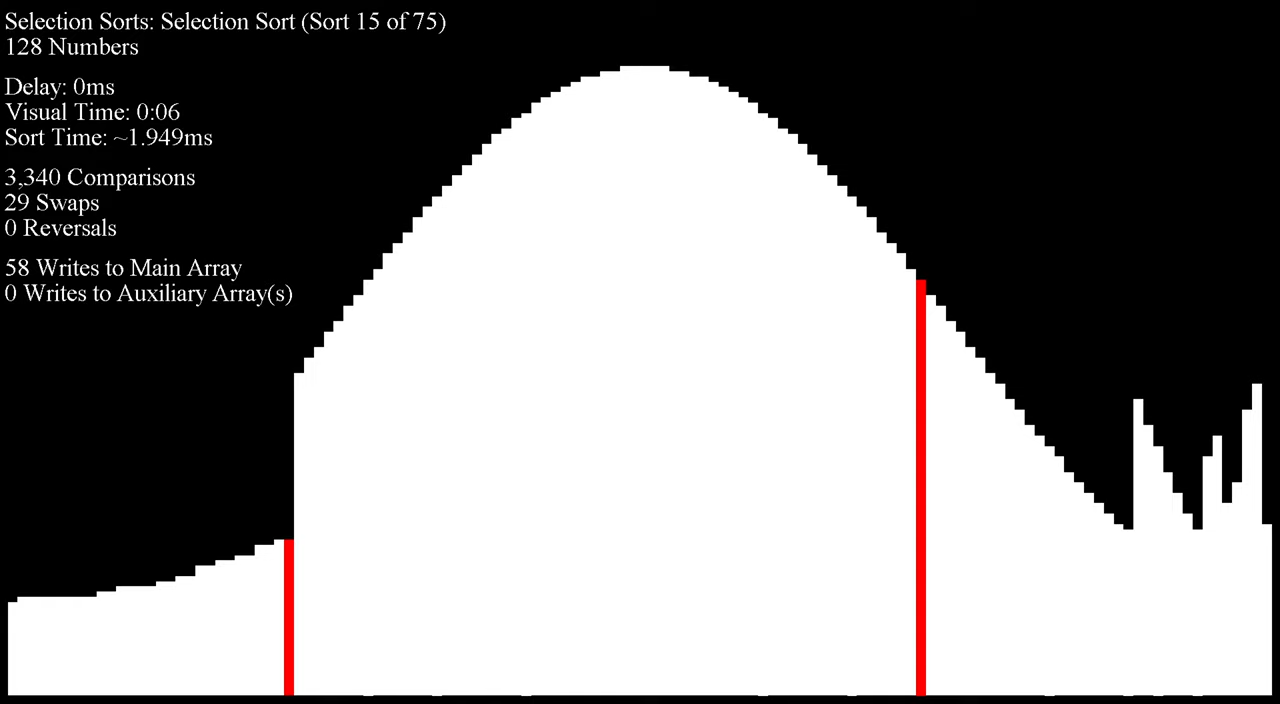 Selection Sorts: Selection Sort (Sort 15 of 75)
128 Numbers
Delay: 0ms
Visual Time: 0:06
Sort Time: ~1.949ms
3,340 Comparisons
29 Swaps
0 Reversals
58 Writes to Main Array
0 Writes to Auxiliary Array(s)